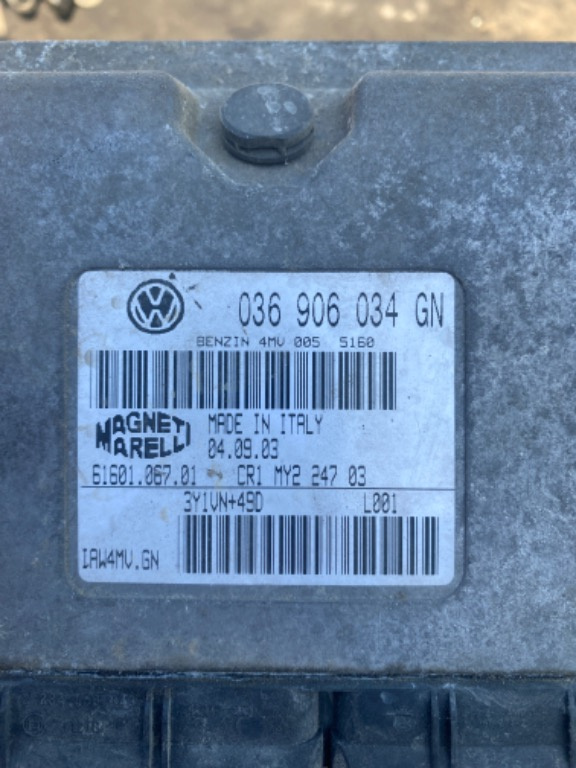 036 906 034 GN
BENZIN 4MV 005 5160
MAGNETI MARELLI
MADE IN ITALY
04.09.03
61601.067.01 CR1 MY2 247 03
3Y1VN+49D L001
IAW4MV.GN